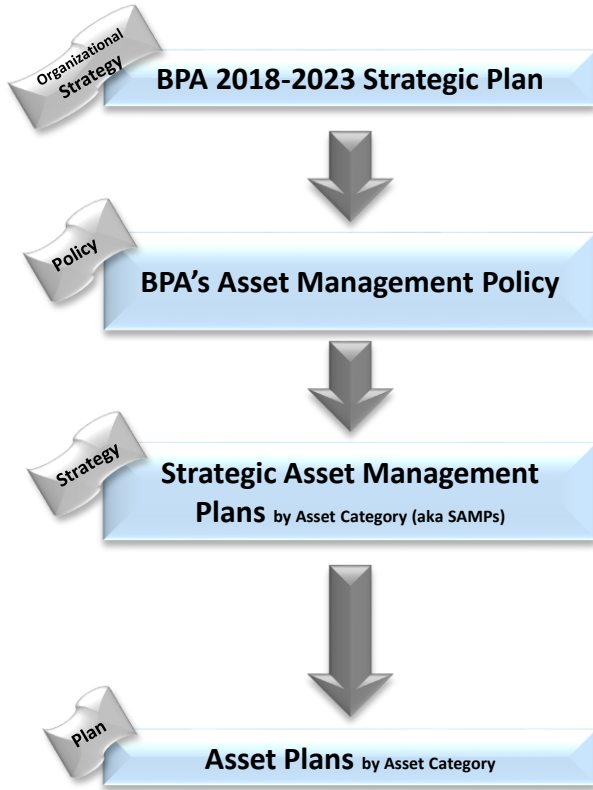 Organizational
Strategy
BPA 2018-2023 Strategic Plan
Policy
BPA's Asset Management Policy
Strategy
Strategic Asset Management
Plans by Asset Category (aka SAMPs)
Plan
Asset Plans by Asset Category